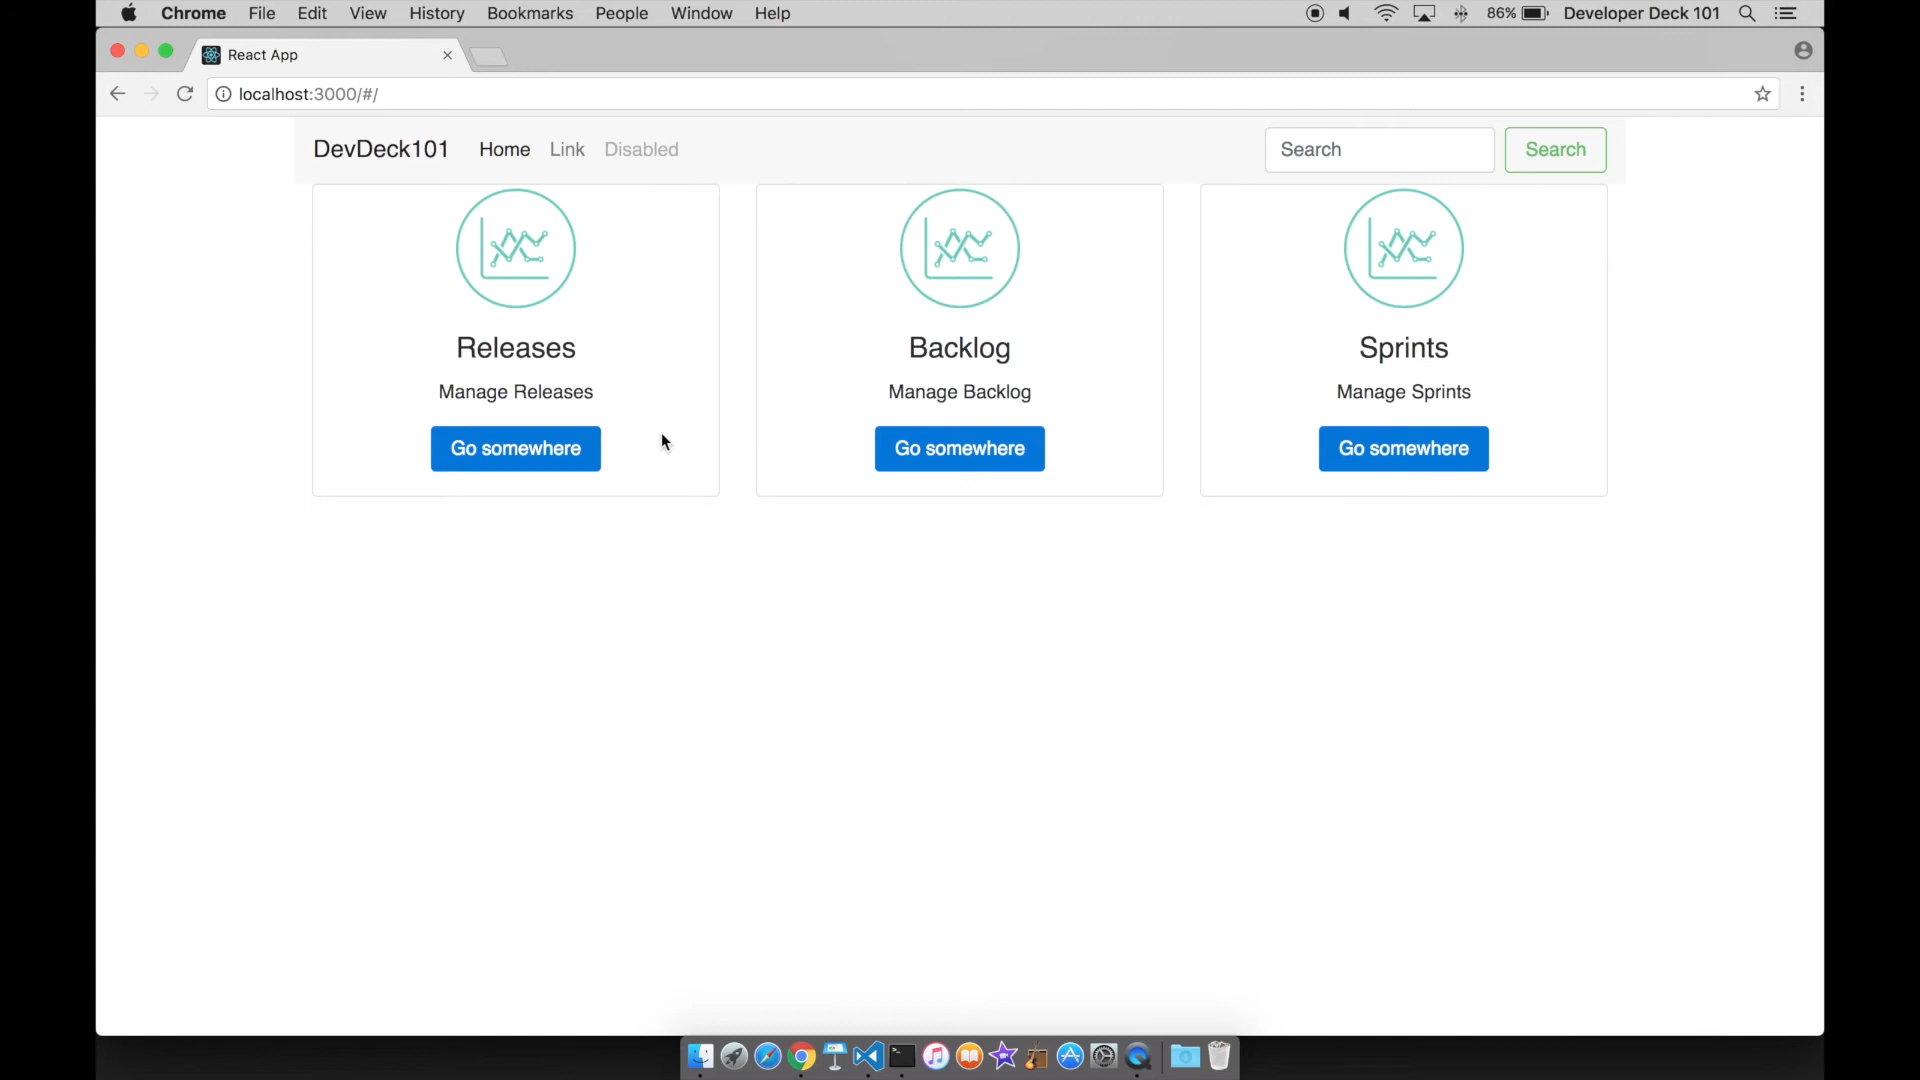 Chrome File Edit View History Bookmarks People Window Help 86% Developer Deck 101
React App
localhost:3000/#/
DevDeck101 Home Link Disabled Search Search
Releases Backlog Sprints
Manage Releases Manage Backlog Manage Sprints
Go somewhere Go somewhere Go somewhere